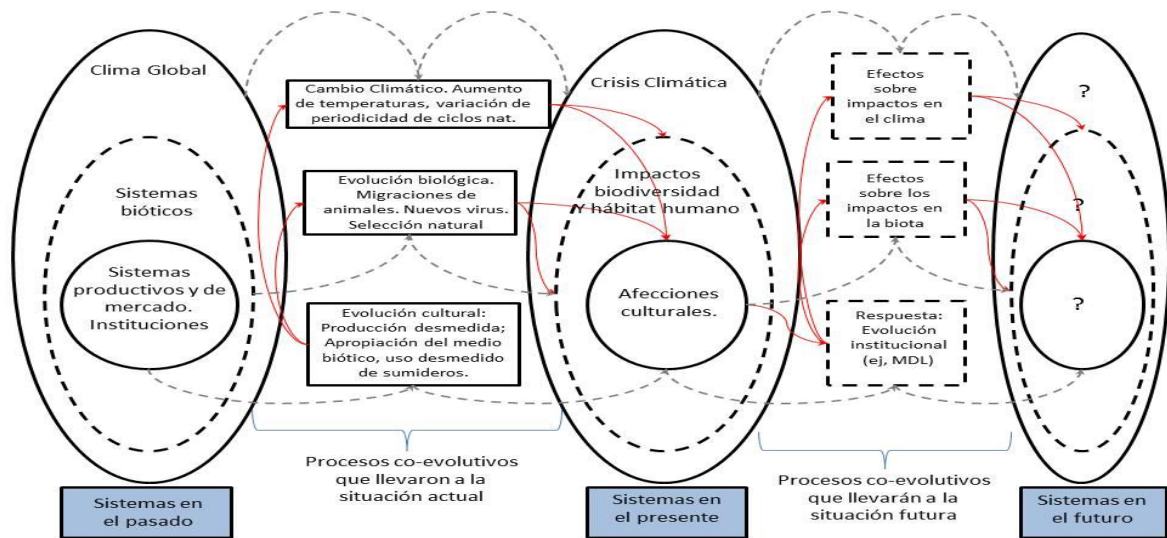 Clima Global
Sistemas
bióticos
Sistemas
productivos y de
mercado.
Instituciones
Cambio Climático. Aumento
de temperaturas, variación de
periodicidad de ciclos nat.
Evolución biológica.
Migraciones de
animales. Nuevos virus.
Selección natural
Evolución cultural:
Producción desmedida;
Apropiación del medio
biótico, uso desmedido
de sumideros.
Crisis Climática
Impactos
biodiversidad
Y hábitat humano
Afecciones
culturales.
Efectos
sobre
impactos en
el clima
Efectos
sobre los
impactos en
la biota
Respuesta:
Evolución
institucional
(ej, MDL)
?
?
?
Procesos co-evolutivos
que llevaron a la
situación actual
Procesos co-evolutivos
que llevarán a la
situación futura
Sistemas en
el pasado
Sistemas en
el presente
Sistemas en
el futuro